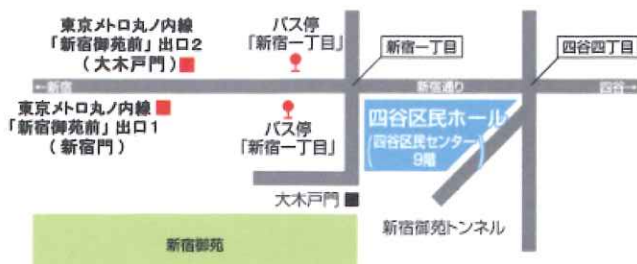 東京メトロ丸ノ内線
「新宿御苑前」出口2
(大木戸門)
バス停
「新宿一丁目」
新宿一丁目
四谷四丁目
←新宿
新宿通り
四谷→
東京メトロ丸ノ内線
「新宿御苑前」出口1
(新宿門)
バス停
「新宿一丁目」
四谷区民ホール
(四谷区民センター
9階)
大木戸門
新宿御苑トンネル
新宿御苑